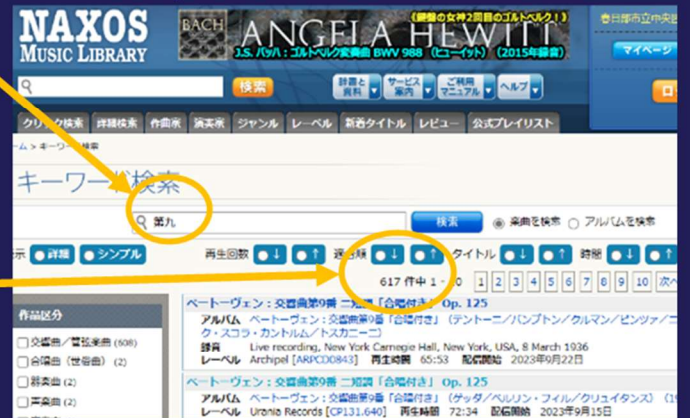 NAXOS
MUSIC LIBRARY
BACH
ANGELA HEWITT
《鍵盤の女神2回目のゴルトベルク!》
J.S. バッハ:ゴルトベルク変奏曲 BWV 988 (ヒューイット) (2015年録音)
春日部市立中央図
マイページ
検索
辞書と資料
サービス案内
ご利用マニュアル
ヘルプ
ロ
クリック検索 詳細検索 作曲家 演奏家 ジャンル レーベル 新着タイトル レビュー 公式プレイリスト
ーム > キーワード検索
キーワード検索
第九 検索 楽曲を検索 アルバムを検索
示 詳細 シンプル 再生回数 ↓ ↑ 適合順 ↓ ↑ タイトル ↓ ↑ 時間 ↓ ↑
617 件中 1 - 0 1 2 3 4 5 6 7 8 9 10 次へ
作品区分
交響曲/管弦楽曲 (608)
合唱曲(世俗曲) (2)
器楽曲 (2)
声楽曲 (2)
ベートーヴェン:交響曲第9番 ニ短調「合唱付き」 Op. 125
アルバム ベートーヴェン:交響曲第9番「合唱付き」(テントーニ/バンプトン/クルマン/ピンツァ/ニ
ク・スコラ・カントルム/トスカニーニ)
録音 Live recording, New York Carnegie Hall, New York, USA, 8 March 1936
レーベル Archipel [ARPCD0843] 再生時間 65:53 配信開始 2023年9月22日
ベートーヴェン:交響曲第9番 ニ短調「合唱付き」 Op. 125
アルバム ベートーヴェン:交響曲第9番「合唱付き」(ゲッダ/ベルリン・フィル/クリュイタンス) (19
レーベル Urania Records [CP131.640] 再生時間 72:34 配信開始 2023年9月15日